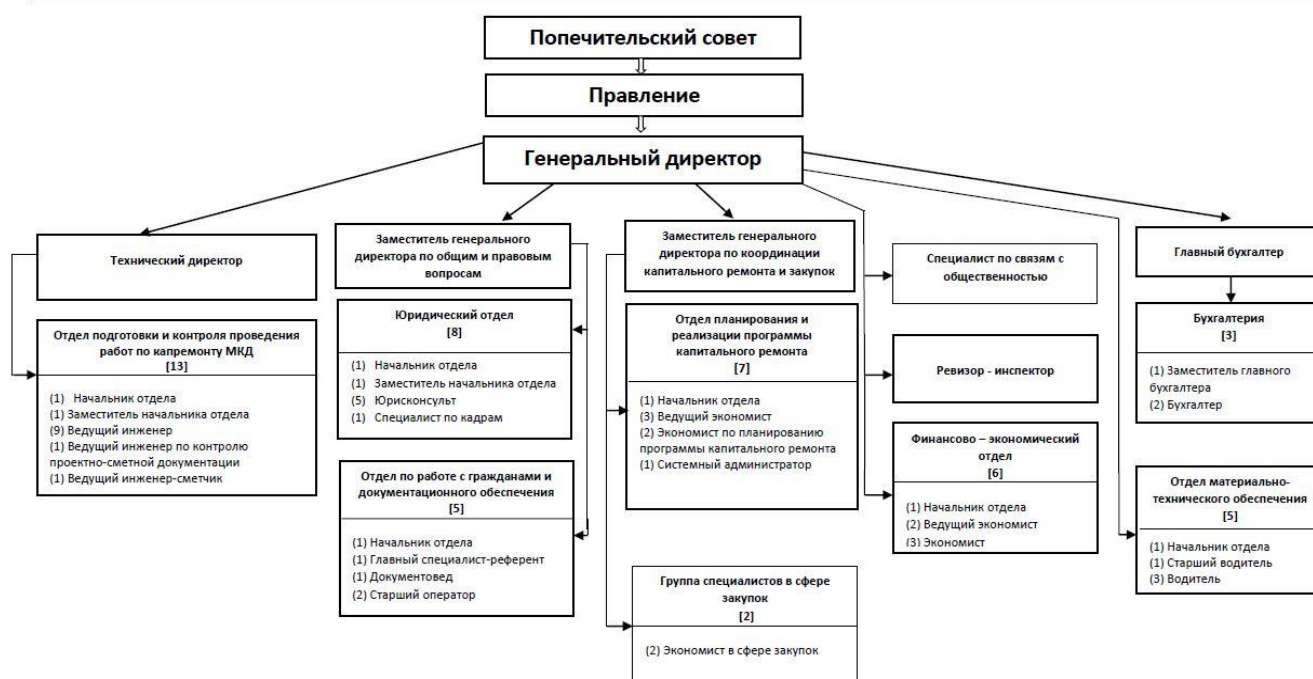 Попечительский совет
Правление
Генеральный директор
Технический директор
Отдел подготовки и контроля проведения
работ по капремонту МКД
[13]
(1) Начальник отдела
(1) Заместитель начальника отдела
(9) Ведущий инженер
(1) Ведущий инженер по контролю
проектно-сметной документации
(1) Ведущий инженер-сметчик
Заместитель генерального
директора по общим и правовым
вопросам
Юридический отдел
[8]
(1) Начальник отдела
(1) Заместитель начальника отдела
(5) Юрисконсульт
(1) Специалист по кадрам
Отдел по работе с гражданами и
документационного обеспечения
[5]
(1) Начальник отдела
(1) Главный специалист-референт
(1) Документовед
(2) Старший оператор
Заместитель генерального
директора по координации
капитального ремонта и закупок
Отдел планирования и
реализации программы
капитального ремонта
[7]
(1) Начальник отдела
(3) Ведущий экономист
(2) Экономист по планированию
программы капитального ремонта
(1) Системный администратор
Группа специалистов в сфере
закупок
[2]
(2) Экономист в сфере закупок
Специалист по связям с
общественностью
Ревизор - инспектор
Финансово – экономический
отдел
[6]
(1) Начальник отдела
(2) Ведущий экономист
(3) Экономист
Главный бухгалтер
Бухгалтерия
[3]
(1) Заместитель главного
бухгалтера
(2) Бухгалтер
Отдел материально-
технического обеспечения
[5]
(1) Начальник отдела
(1) Старший водитель
(3) Водитель